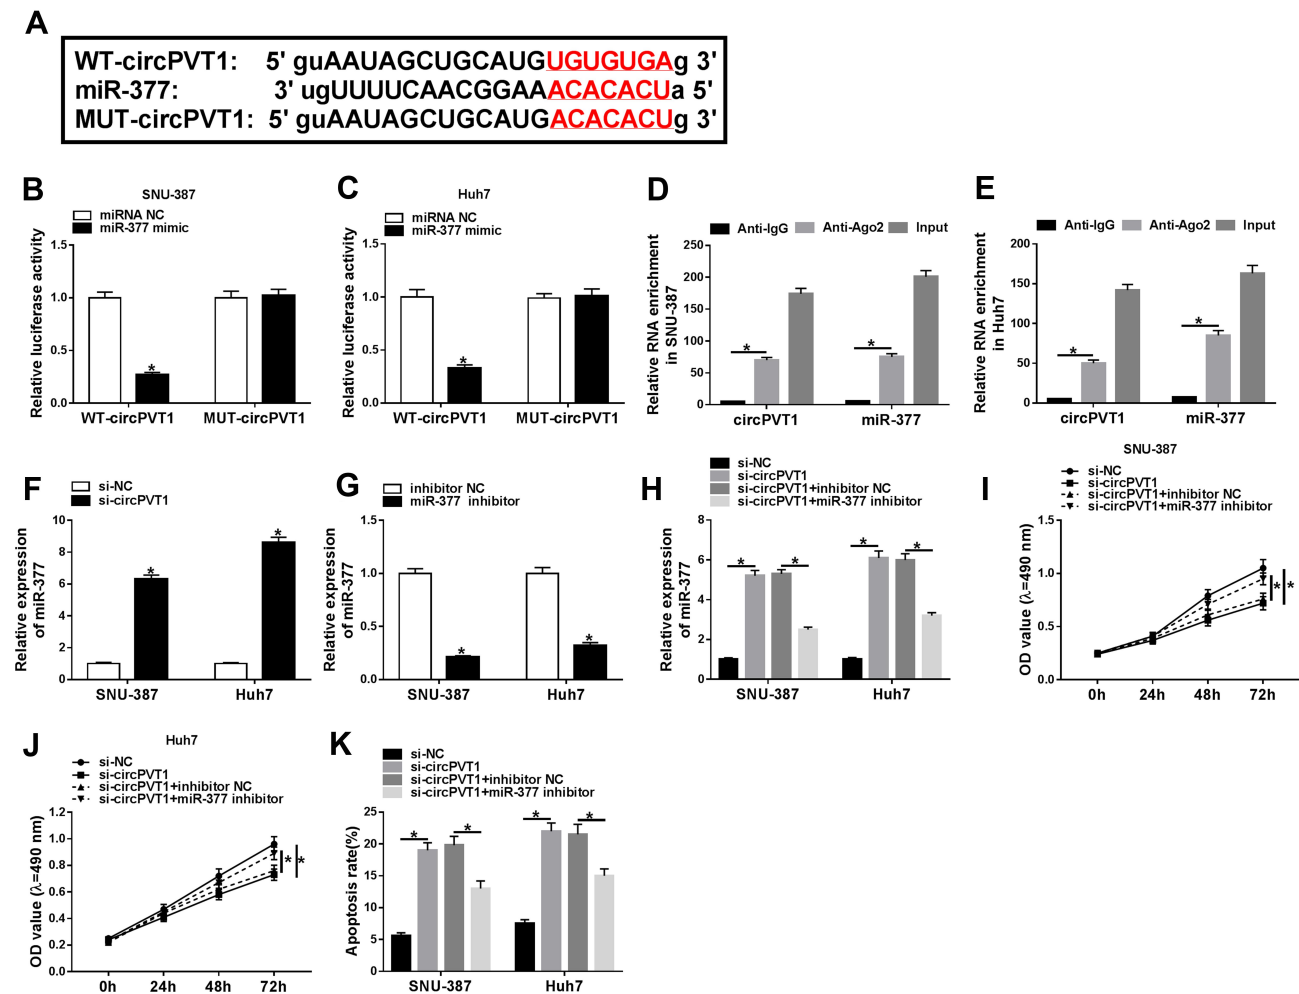 A
WT-circPVT1: 5' guAAUAGCUGCAUGUGUGUGAg 3'
miR-377: 3' ugUUUUCAACGGAAACACACUa 5'
MUT-circPVT1: 5' guAAUAGCUGCAUGACACACUg 3'
B
SNU-387
miRNA NC
miR-377 mimic
Relative luciferase activity
1.5
1.0
0.5
0.0
WT-circPVT1 MUT-circPVT1
*
C
Huh7
miRNA NC
miR-377 mimic
Relative luciferase activity
1.5
1.0
0.5
0.0
WT-circPVT1 MUT-circPVT1
*
D
Anti-IgG Anti-Ago2 Input
Relative RNA enrichment
in SNU-387
250
200
150
100
50
0
circPVT1 miR-377
* *
E
Anti-IgG Anti-Ago2 Input
Relative RNA enrichment
in Huh7
200
150
100
50
0
circPVT1 miR-377
* *
F
si-NC
si-circPVT1
Relative expression
of miR-377
10
8
6
4
2
0
SNU-387 Huh7
* *
G
inhibitor NC
miR-377 inhibitor
Relative expression
of miR-377
1.5
1.0
0.5
0.0
SNU-387 Huh7
* *
H
si-NC
si-circPVT1
si-circPVT1+inhibitor NC
si-circPVT1+miR-377 inhibitor
Relative expression
of miR-377
8
6
4
2
0
SNU-387 Huh7
* * * *
I
SNU-387
si-NC
si-circPVT1
si-circPVT1+inhibitor NC
si-circPVT1+miR-377 inhibitor
OD value (λ=490 nm)
1.5
1.0
0.5
0.0
0h 24h 48h 72h
* *
J
Huh7
si-NC
si-circPVT1
si-circPVT1+inhibitor NC
si-circPVT1+miR-377 inhibitor
OD value (λ=490 nm)
1.2
1.0
0.8
0.6
0.4
0.2
0.0
0h 24h 48h 72h
* *
K
si-NC
si-circPVT1
si-circPVT1+inhibitor NC
si-circPVT1+miR-377 inhibitor
Apoptosis rate(%)
25
20
15
10
5
0
SNU-387 Huh7
* * * *